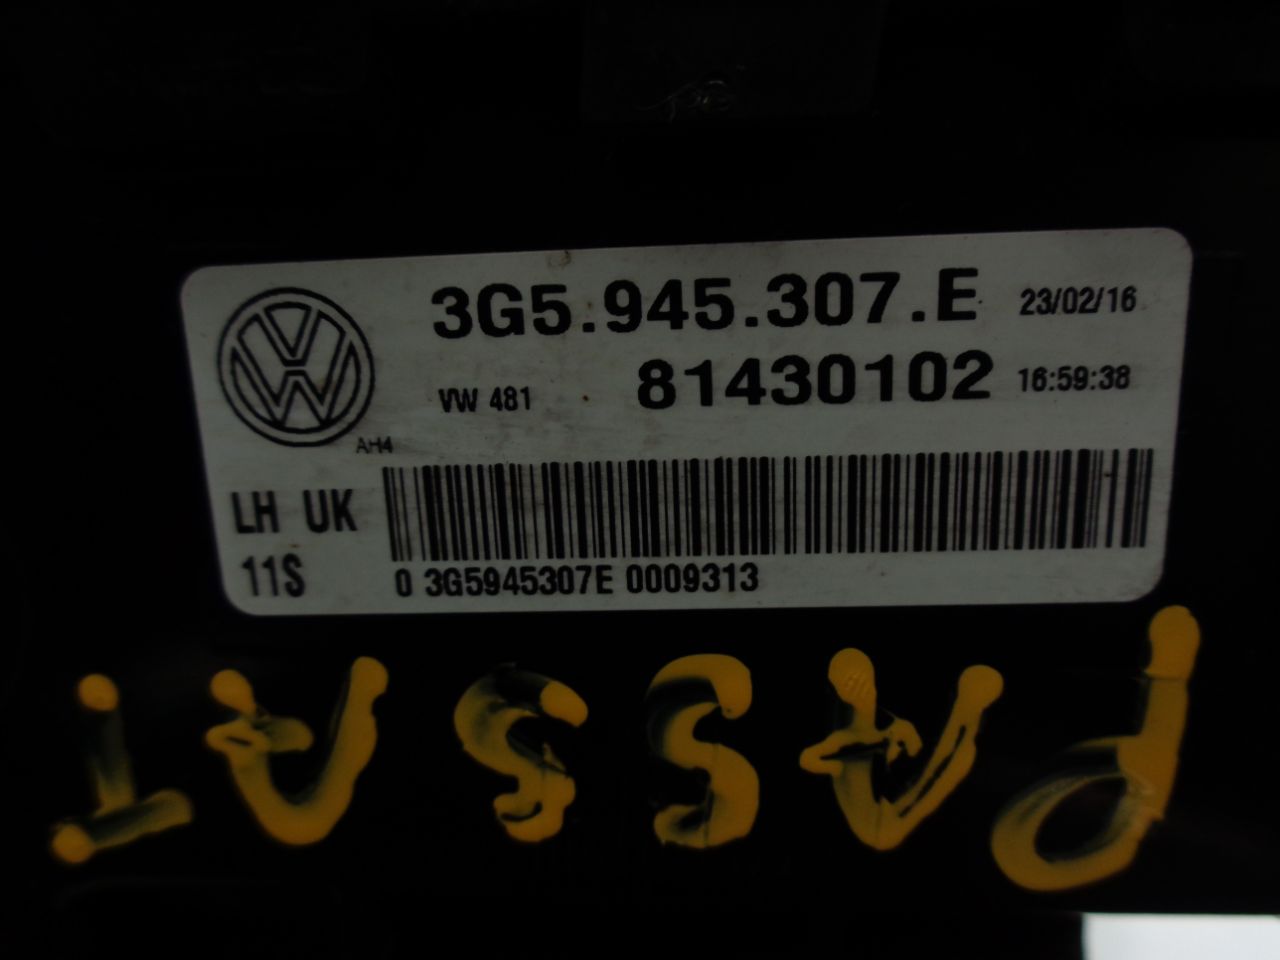 3G5.945.307.E 23/02/16
VW 481 81430102 16:59:38
AH4
LH UK
11S
0 3G5945307E 0009313
PASSAT